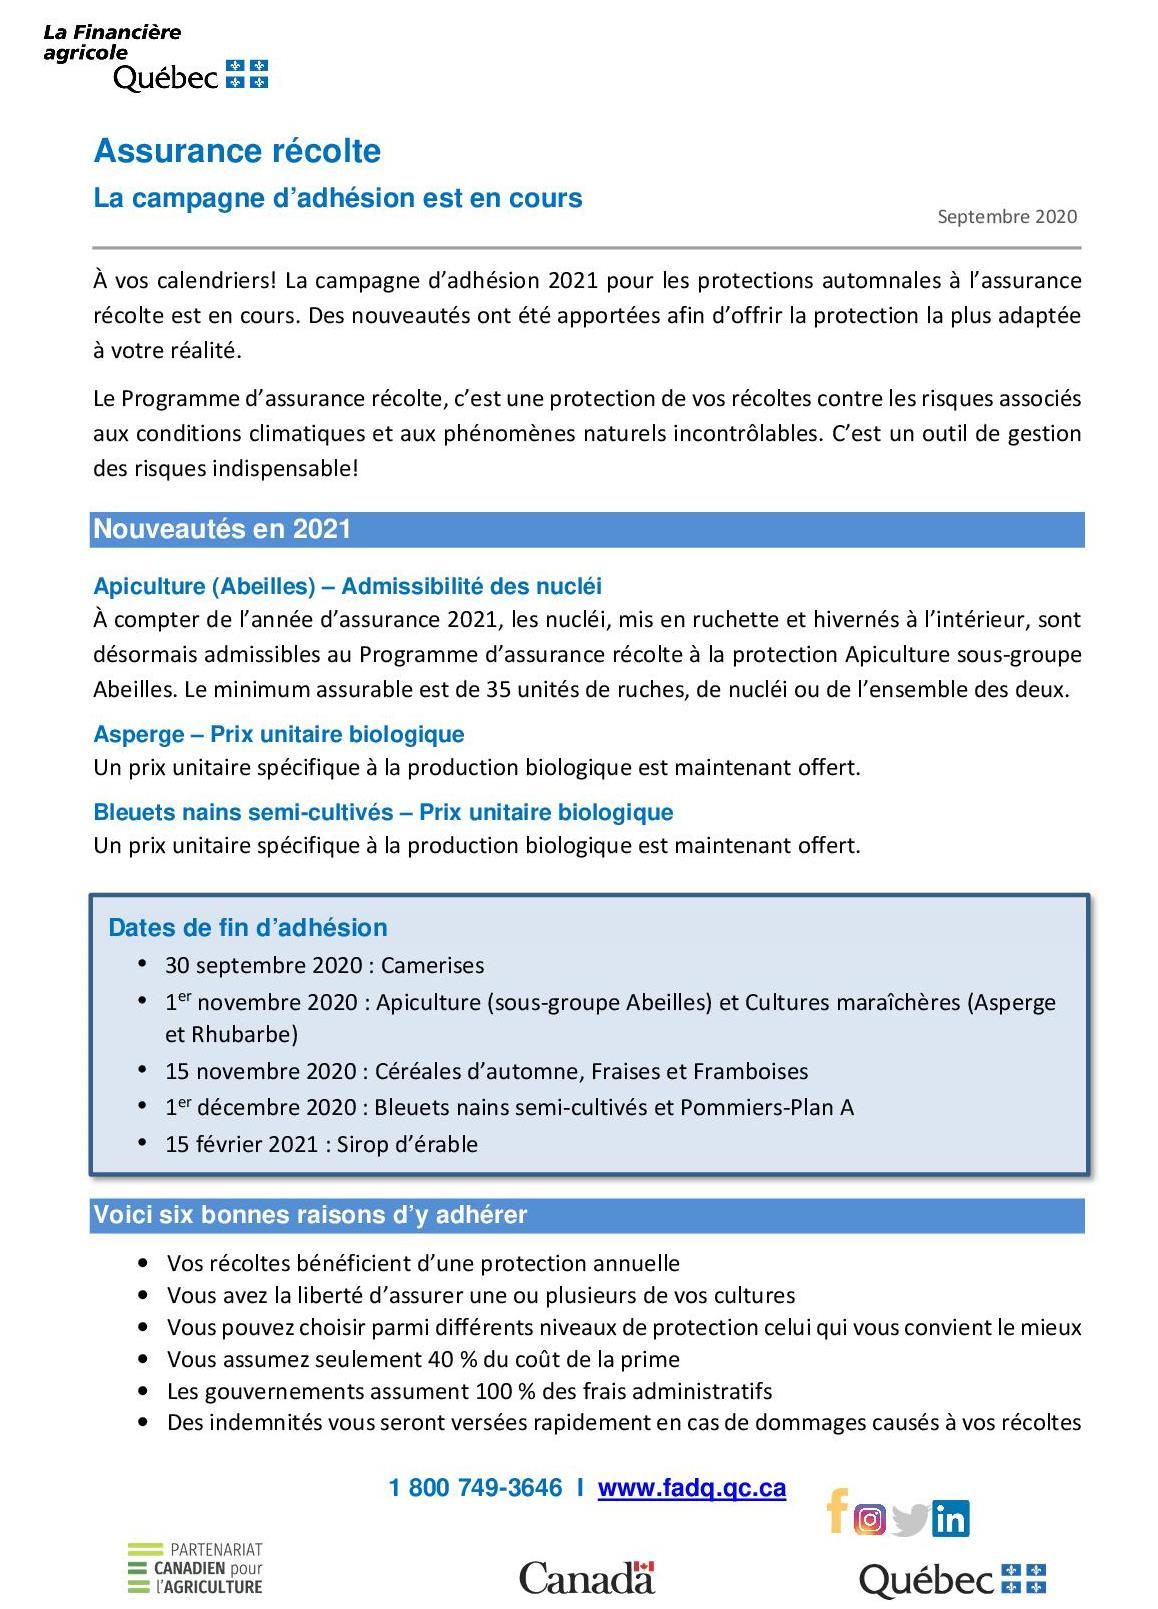 La Financière
agricole
Québec
Assurance récolte
La campagne d’adhésion est en cours
Septembre 2020
À vos calendriers! La campagne d’adhésion 2021 pour les protections automnales à l’assurance
récolte est en cours. Des nouveautés ont été apportées afin d’offrir la protection la plus adaptée
à votre réalité.
Le Programme d’assurance récolte, c’est une protection de vos récoltes contre les risques associés
aux conditions climatiques et aux phénomènes naturels incontrôlables. C’est un outil de gestion
des risques indispensable!
Nouveautés en 2021
Apiculture (Abeilles) – Admissibilité des nucléi
À compter de l’année d’assurance 2021, les nucléi, mis en ruchette et hivernés à l’intérieur, sont
désormais admissibles au Programme d’assurance récolte à la protection Apiculture sous-groupe
Abeilles. Le minimum assurable est de 35 unités de ruches, de nucléi ou de l’ensemble des deux.
Asperge – Prix unitaire biologique
Un prix unitaire spécifique à la production biologique est maintenant offert.
Bleuets nains semi-cultivés – Prix unitaire biologique
Un prix unitaire spécifique à la production biologique est maintenant offert.
Dates de fin d’adhésion
• 30 septembre 2020 : Camerises
• 1er novembre 2020 : Apiculture (sous-groupe Abeilles) et Cultures maraîchères (Asperge
et Rhubarbe)
• 15 novembre 2020 : Céréales d’automne, Fraises et Framboises
• 1er décembre 2020 : Bleuets nains semi-cultivés et Pommiers-Plan A
• 15 février 2021 : Sirop d’érable
Voici six bonnes raisons d’y adhérer
• Vos récoltes bénéficient d’une protection annuelle
• Vous avez la liberté d’assurer une ou plusieurs de vos cultures
• Vous pouvez choisir parmi différents niveaux de protection celui qui vous convient le mieux
• Vous assumez seulement 40 % du coût de la prime
• Les gouvernements assument 100 % des frais administratifs
• Des indemnités vous seront versées rapidement en cas de dommages causés à vos récoltes
1 800 749-3646 I www.fadq.qc.ca
f in
PARTENARIAT
CANADIEN pour
l’AGRICULTURE
Canada
Québec